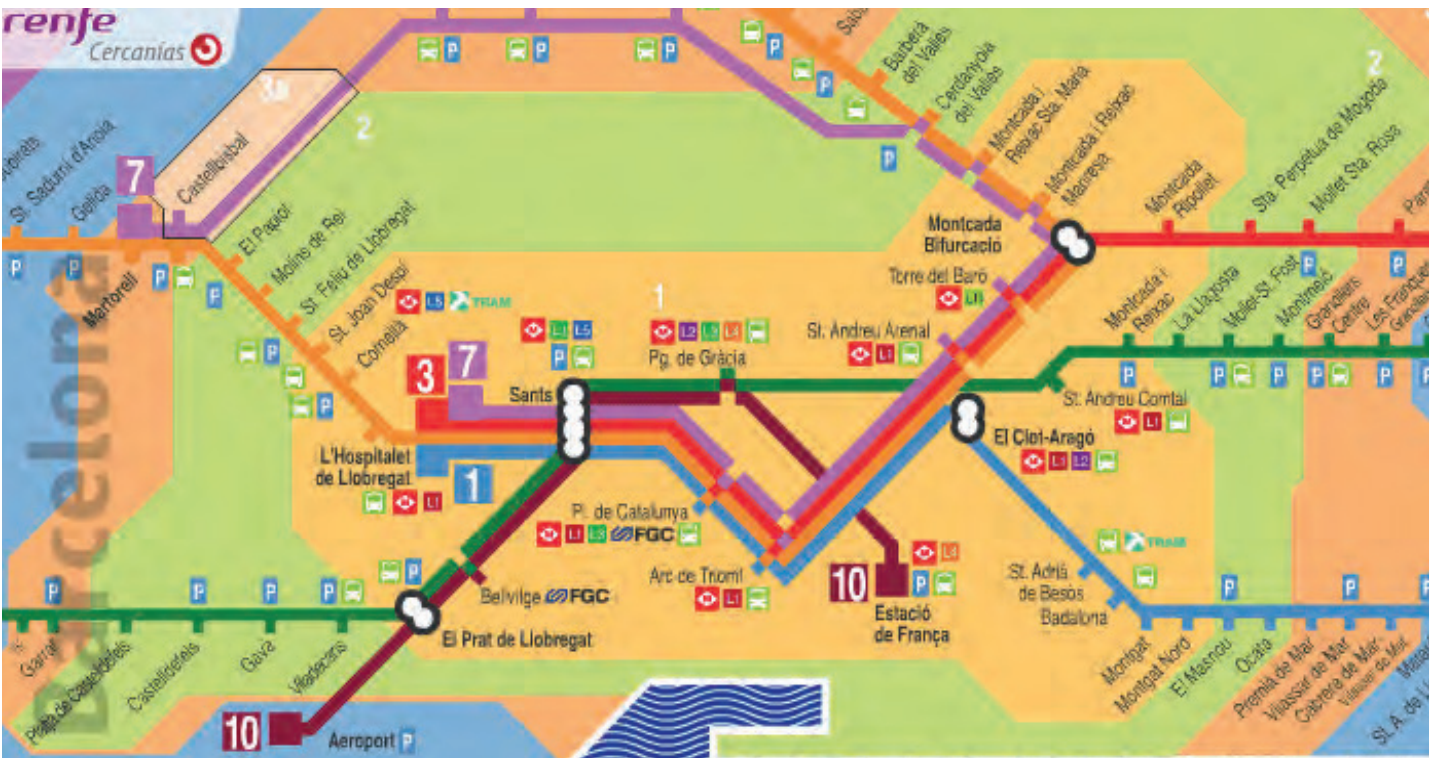 renfe
Cercanías
3a
2
2
Barberà
del Vallès
Cerdanyola
del Vallès
Montcada i
Reixac Sta. Maria
Montcada i Reixac
Manresa
St. Sadurní d'Anoia
Gelida
7
Castellbisbal
Martorell
El Papiol
Molins de Rei
St. Feliu de Llobregat
St. Joan Despí
Cornellà
L5 TRAM
Montcada
Bifurcació
Montcada
Ripollet
Sta. Perpètua de Mogoda
Mollet Sta. Rosa
Torre del Baró
St. Andreu Arenal
L1
1
Pg. de Gràcia
L2 L3 L4
L3 L5
3
7
Sants
Montcada i
Reixac
La Llagosta
Mollet-St. Fost
Montmeló
Granollers
Centre
Les Franqueses
St. Andreu Comtal
L1
El Clot-Aragó
L1 L2
L'Hospitalet
de Llobregat
L1
1
Pl. de Catalunya
L1 L3 FGC
Arc de Triomf
L1
10
L4
Estació
de França
TRAM
St. Adrià
de Besòs
Badalona
Bellvitge FGC
El Prat de Llobregat
Garraf
Platja de Castelldefels
Castelldefels
Gavà
Viladecans
Montgat
Montgat Nord
El Masnou
Ocata
Premià de Mar
Vilassar de Mar
Cabrera de Mar-
Vilassar de Mar
10
Aeroport P
Barcelona